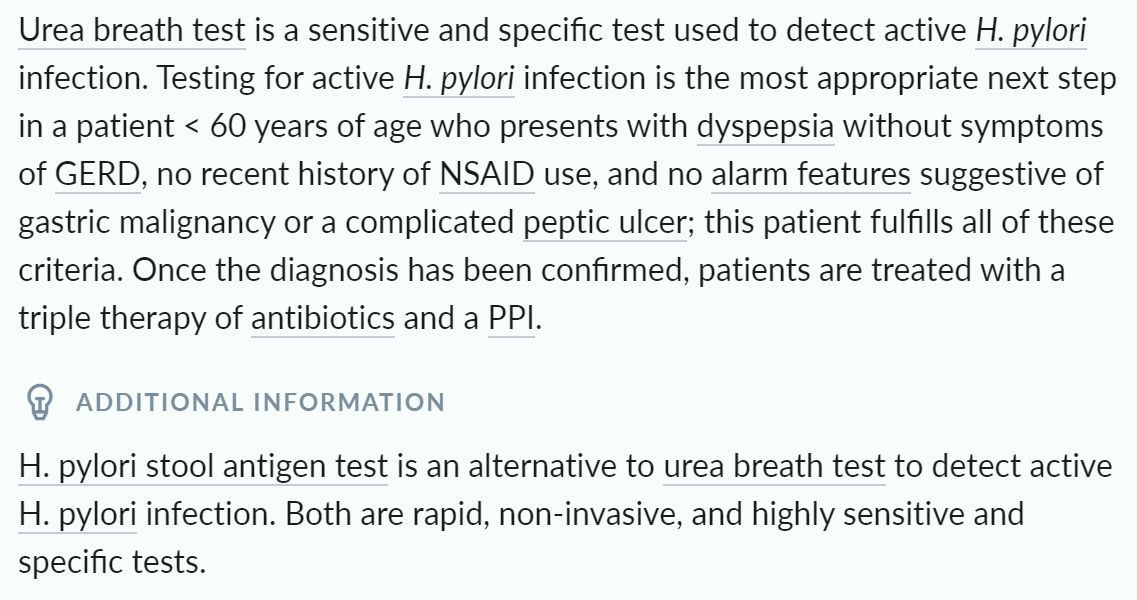 Urea breath test is a sensitive and specific test used to detect active H. pylori
infection. Testing for active H. pylori infection is the most appropriate next step
in a patient < 60 years of age who presents with dyspepsia without symptoms
of GERD, no recent history of NSAID use, and no alarm features suggestive of
gastric malignancy or a complicated peptic ulcer; this patient fulfills all of these
criteria. Once the diagnosis has been confirmed, patients are treated with a
triple therapy of antibiotics and a PPI.
ADDITIONAL INFORMATION
H. pylori stool antigen test is an alternative to urea breath test to detect active
H. pylori infection. Both are rapid, non-invasive, and highly sensitive and
specific tests.